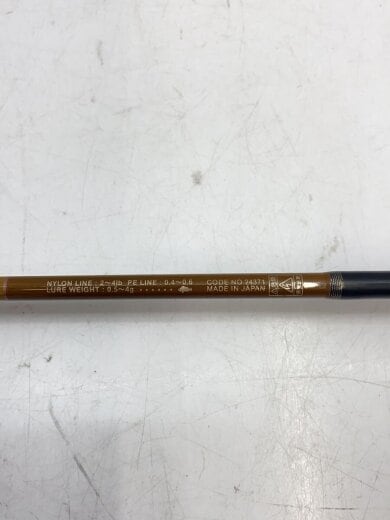 NYLON LINE : 2～4lb PE LINE : 0.4～0.6 CODE NO 24371
LURE WEIGHT : 0.5～4g ・・・・・・ MADE IN JAPAN